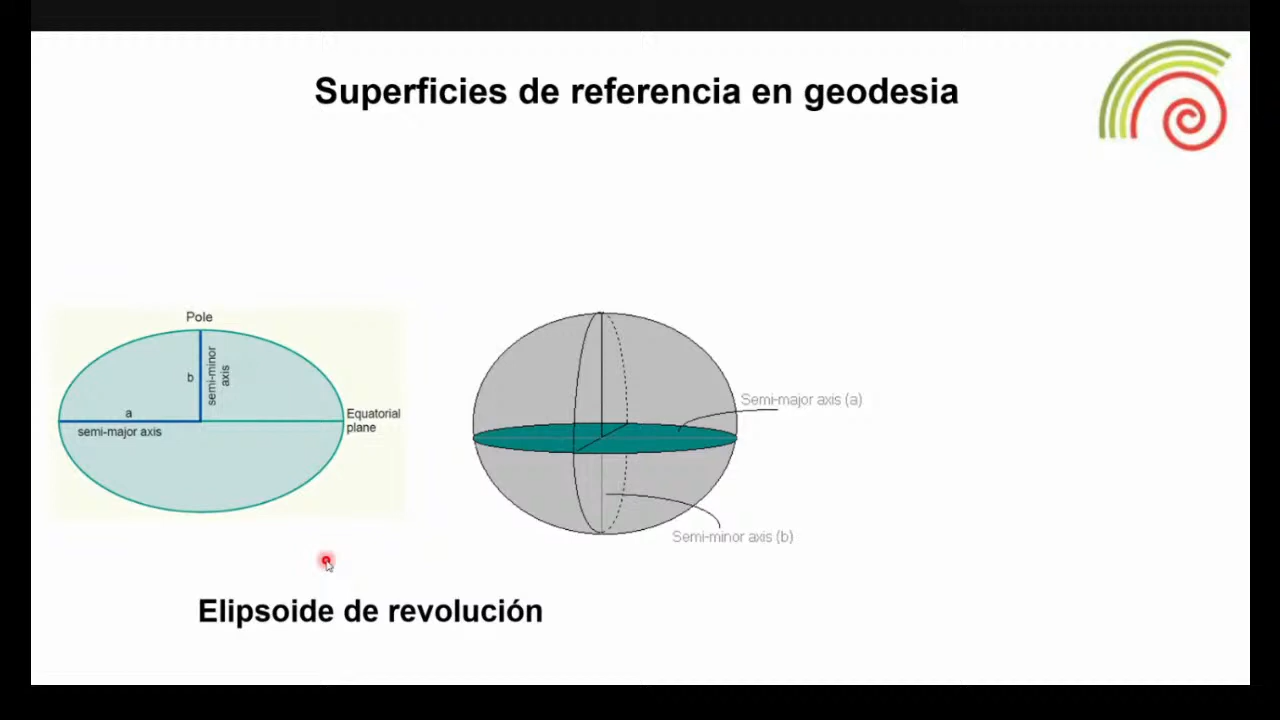 Superficies de referencia en geodesia
Pole
b
semi-minor
axis
a
semi-major axis
Equatorial
plane
Semi-major axis (a)
Semi-minor axis (b)
Elipsoide de revolución